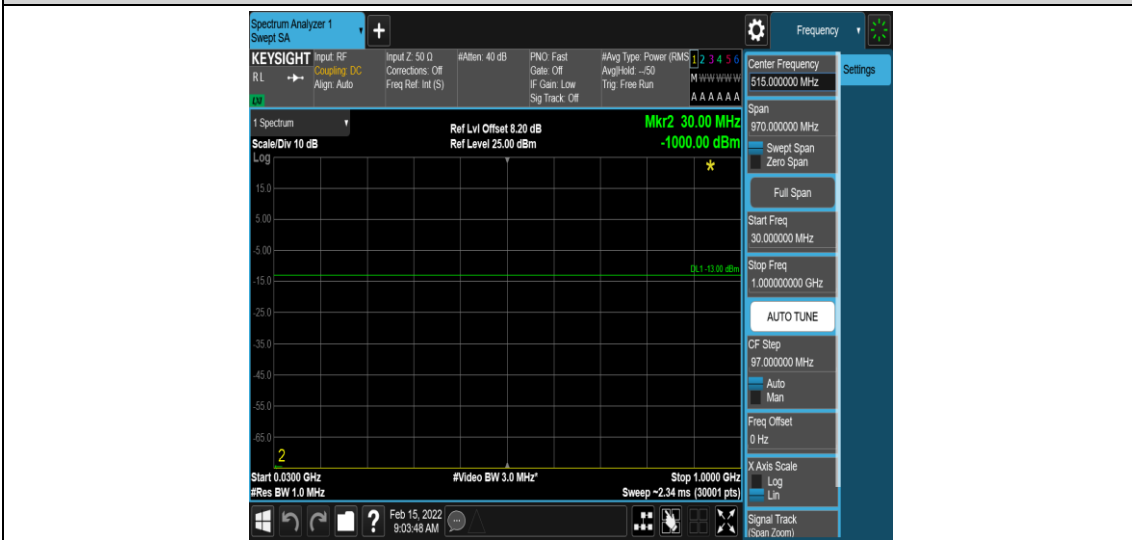 Spectrum Analyzer 1
Swept SA
+
Frequency
KEYSIGHT
RL
LXI
Input: RF
Coupling: DC
Align: Auto
Input Z: 50 Ω
Corrections: Off
Freq Ref: Int (S)
#Atten: 40 dB
PNO: Fast
Gate: Off
IF Gain: Low
Sig Track: Off
#Avg Type: Power (RMS
Avg|Hold: --/50
Trig: Free Run
1 2 3 4 5 6
M W W W W W
A A A A A A
1 Spectrum
Scale/Div 10 dB
Log
Ref Lvl Offset 8.20 dB
Ref Level 25.00 dBm
Mkr2 30.00 MHz
-1000.00 dBm
*
15.0
5.00
-5.00
DL1 -13.00 dBm
-15.0
-25.0
-35.0
-45.0
-55.0
-65.0
2
Start 0.0300 GHz
#Res BW 1.0 MHz
#Video BW 3.0 MHz*
Stop 1.0000 GHz
Sweep ~2.34 ms (30001 pts)
?
Feb 15, 2022
9:03:48 AM
Center Frequency
515.000000 MHz
Settings
Span
970.000000 MHz
Swept Span
Zero Span
Full Span
Start Freq
30.000000 MHz
Stop Freq
1.000000000 GHz
AUTO TUNE
CF Step
97.000000 MHz
Auto
Man
Freq Offset
0 Hz
X Axis Scale
Log
Lin
Signal Track
(Span Zoom)